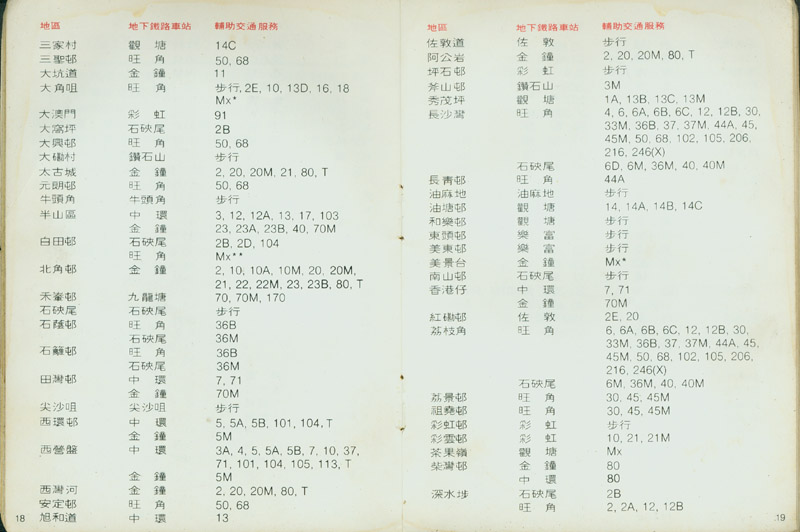 地區 地下鐵路車站 輔助交通服務
三家村 觀塘 14C
三聖邨 旺角 50, 68
大坑道 金鐘 11
大角咀 旺角 步行, 2E, 10, 13D, 16, 18
Mx*
大澳門 彩虹 91
大窩坪 石硤尾 2B
大興邨 旺角 50, 68
大磡村 鑽石山 步行
太古城 金鐘 2, 20, 20M, 21, 80, T
元朗邨 旺角 50, 68
牛頭角 牛頭角 步行
半山區 中環 3, 12, 12A, 13, 17, 103
金鐘 23, 23A, 23B, 40, 70M
白田邨 石硤尾 2B, 2D, 104
旺角 Mx**
北角邨 金鐘 2, 10, 10A, 10M, 20, 20M,
21, 22, 22M, 23, 23B, 80, T
禾輋邨 九龍塘 70, 70M, 170
石硤尾 石硤尾 步行
石蔭邨 旺角 36B
石硤尾 36M
石籬邨 旺角 36B
石硤尾 36M
田灣邨 中環 7, 71
金鐘 70M
尖沙咀 尖沙咀 步行
西環邨 中環 5, 5A, 5B, 101, 104, T
金鐘 5M
西營盤 中環 3A, 4, 5, 5A, 5B, 7, 10, 37,
71, 101, 104, 105, 113, T
金鐘 5M
西灣河 金鐘 2, 20, 20M, 80, T
安定邨 旺角 50, 68
旭和道 中環 13
18
地區 地下鐵路車站 輔助交通服務
佐敦道 佐敦 步行
阿公岩 金鐘 2, 20, 20M, 80, T
坪石邨 彩虹 步行
斧山邨 鑽石山 3M
秀茂坪 觀塘 1A, 13B, 13C, 13M
長沙灣 旺角 4, 6, 6A, 6B, 6C, 12, 12B, 30,
33M, 36B, 37, 37M, 44A, 45,
45M, 50, 68, 102, 105, 206,
216, 246(X)
石硤尾 6D, 6M, 36M, 40, 40M
長青邨 旺角 44A
油麻地 油麻地 步行
油塘邨 觀塘 14, 14A, 14B, 14C
和樂邨 觀塘 步行
東頭邨 樂富 步行
美東邨 樂富 步行
美景台 金鐘 Mx*
南山邨 石硤尾 步行
香港仔 中環 7, 71
金鐘 70M
紅磡邨 佐敦 2E, 20
荔枝角 旺角 6, 6A, 6B, 6C, 12, 12B, 30,
33M, 36B, 37, 37M, 44A, 45,
45M, 50, 68, 102, 105, 206,
216, 246(X)
石硤尾 6M, 36M, 40, 40M
荔景邨 旺角 30, 45, 45M
祖堯邨 旺角 30, 45, 45M
彩虹邨 彩虹 步行
彩雲邨 彩虹 10, 21, 21M
茶果嶺 觀塘 Mx
柴灣邨 金鐘 80
中環 80
深水埗 石硤尾 2B
旺角 2, 2A, 12, 12B
19